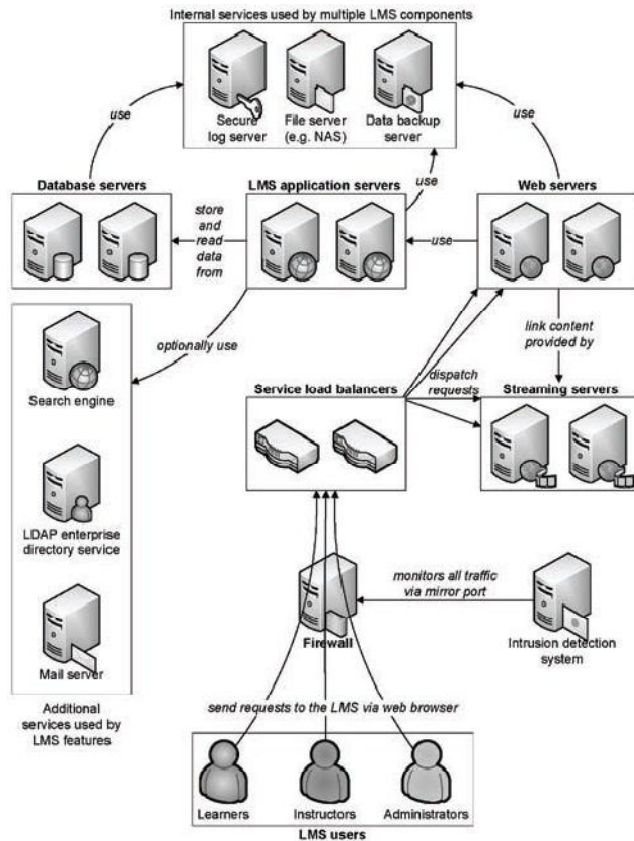 Internal services used by multiple LMS components
Secure
log server
File server
(e.g. NAS)
Data backup
server
use
use
use
Database servers
LMS application servers
Web servers
store
and
read
data
from
use
optionally use
link content
provided by
Search engine
Service load balancers
dispatch
requests
Streaming servers
LIDAP enterprise
directory service
monitors all traffic
via mirror port
Firewall
Intrusion detection
system
Mail server
Additional
services used by
LMS features
send requests to the LMS via web browser
Learners
Instructors
Administrators
LMS users